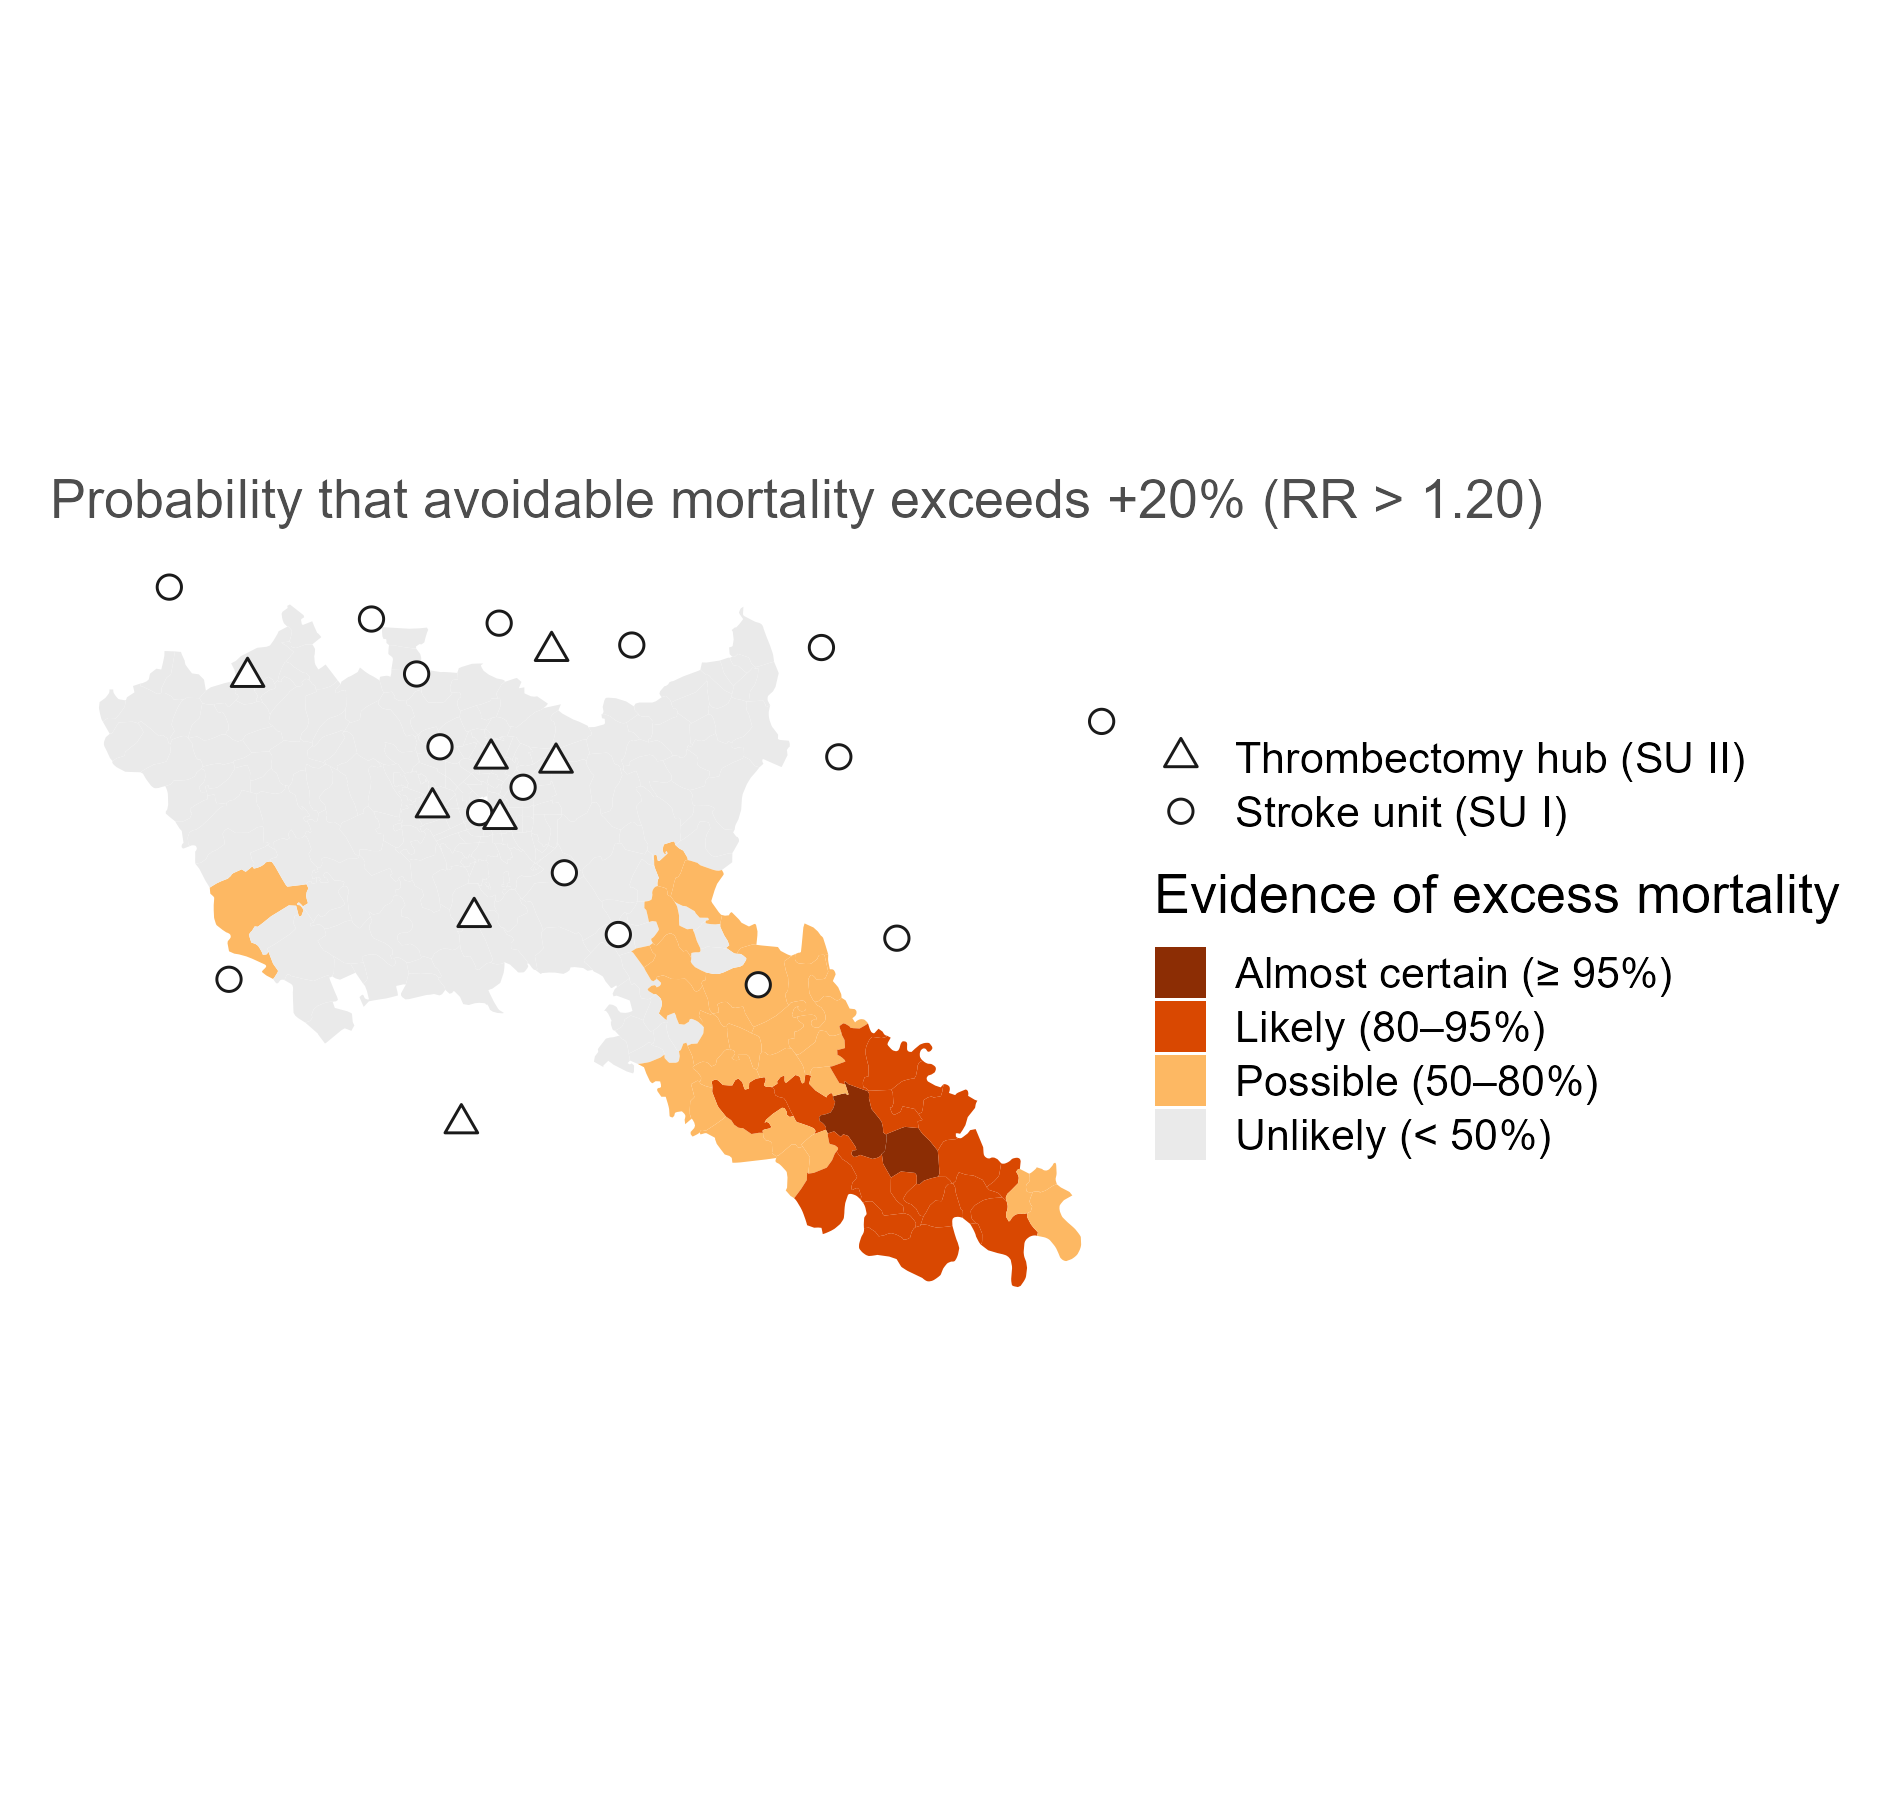 Probability that avoidable mortality exceeds +20% (RR > 1.20)
Thrombectomy hub (SU II)
Stroke unit (SU I)
Evidence of excess mortality
Almost certain (≥ 95%)
Likely (80–95%)
Possible (50–80%)
Unlikely (< 50%)